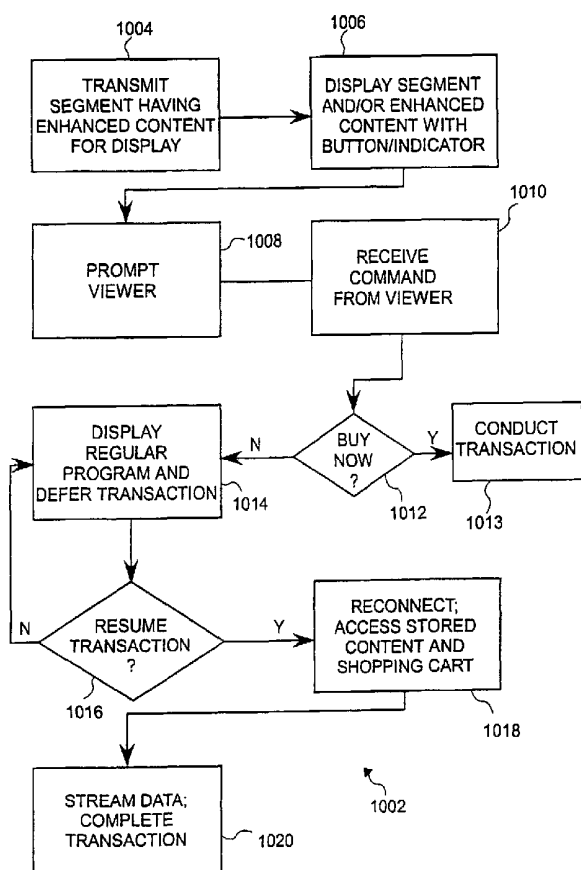 1004
1006
TRANSMIT
SEGMENT HAVING
ENHANCED CONTENT
FOR DISPLAY
DISPLAY SEGMENT
AND/OR ENHANCED
CONTENT WITH
BUTTON/INDICATOR
1008
1010
PROMPT
VIEWER
RECEIVE
COMMAND
FROM VIEWER
DISPLAY
REGULAR
PROGRAM AND
DEFER TRANSACTION
1014
N
BUY
NOW
?
1012
Y
CONDUCT
TRANSACTION
1013
N
RESUME
TRANSACTION
?
1016
Y
RECONNECT;
ACCESS STORED
CONTENT AND
SHOPPING CART
1018
STREAM DATA;
COMPLETE
TRANSACTION
1020
1002